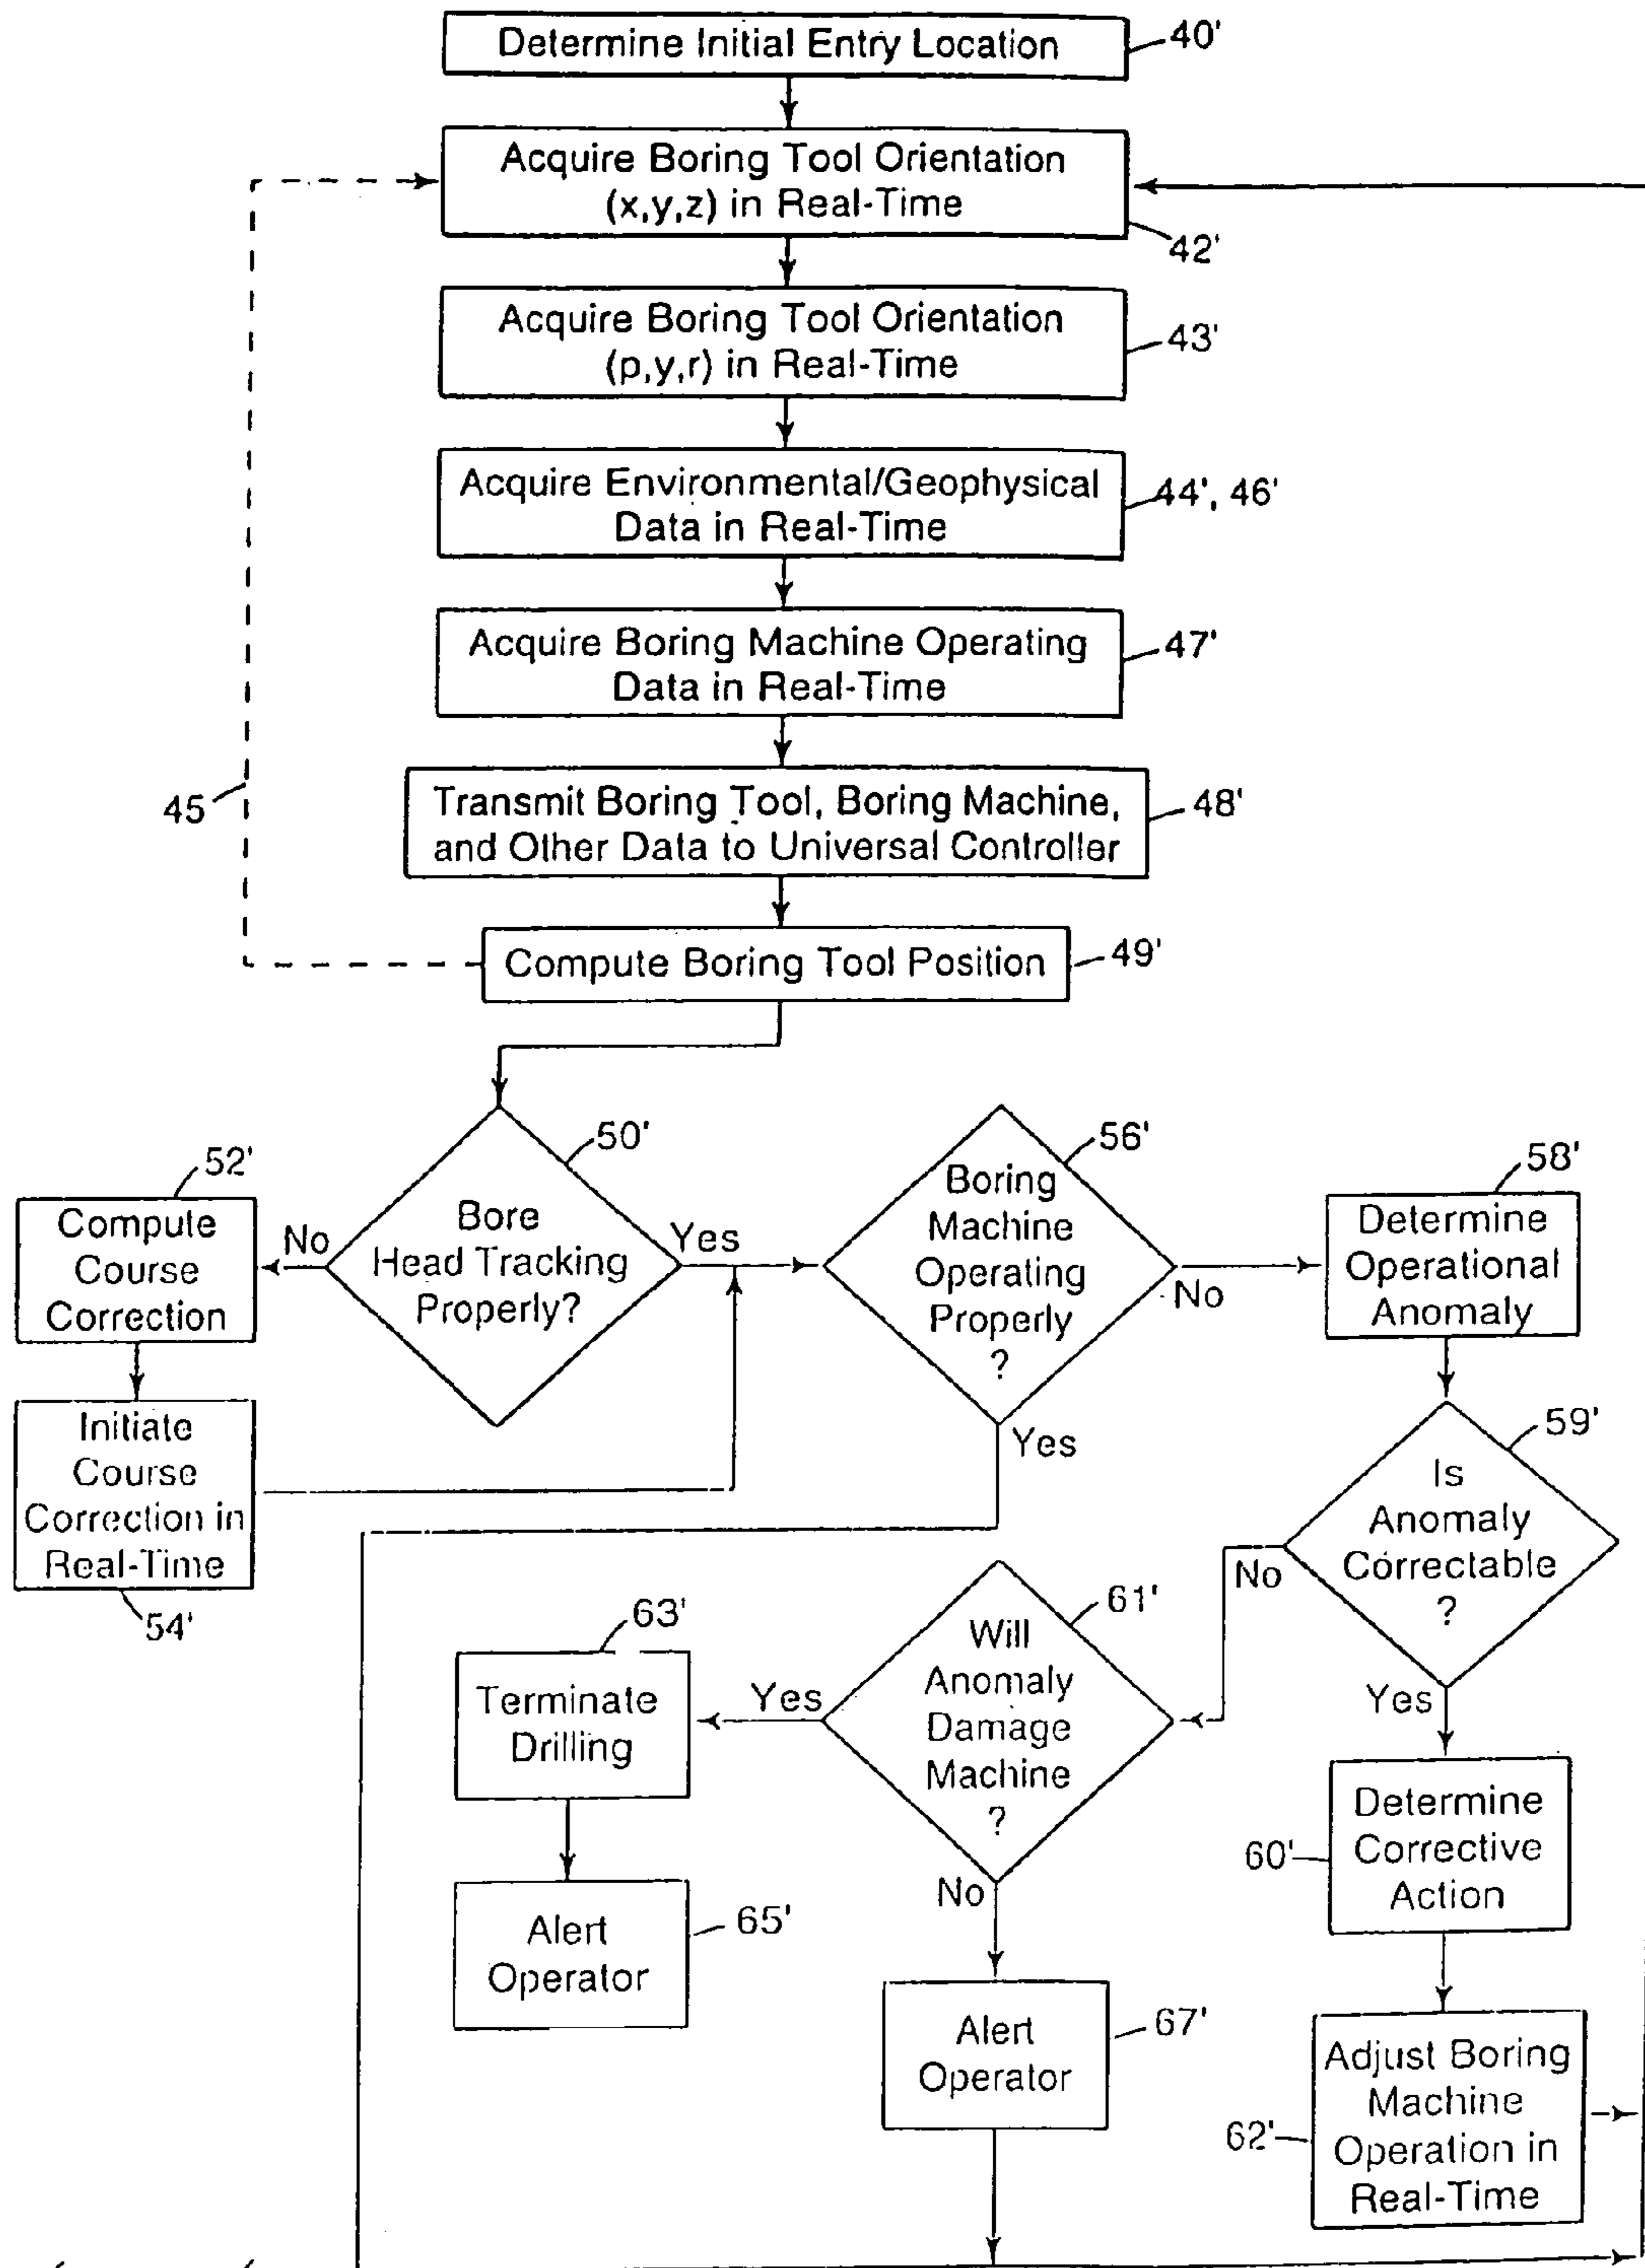 Determine Initial Entry Location
40'
Acquire Boring Tool Orientation
(x,y,z) in Real-Time
42'
Acquire Boring Tool Orientation
(p,y,r) in Real-Time
43'
Acquire Environmental/Geophysical
Data in Real-Time
44', 46'
Acquire Boring Machine Operating
Data in Real-Time
47'
45
Transmit Boring Tool, Boring Machine,
and Other Data to Universal Controller
48'
Compute Boring Tool Position
49'
50'
Bore
Head Tracking
Properly?
No
Yes
52'
Compute
Course
Correction
Initiate
Course
Correction in
Real-Time
54'
56'
Boring
Machine
Operating
Properly
?
No
Yes
58'
Determine
Operational
Anomaly
59'
Is
Anomaly
Correctable
?
No
Yes
61'
Will
Anomaly
Damage
Machine
?
Yes
No
63'
Terminate
Drilling
Alert
Operator
65'
Alert
Operator
67'
60'
Determine
Corrective
Action
62'
Adjust Boring
Machine
Operation in
Real-Time